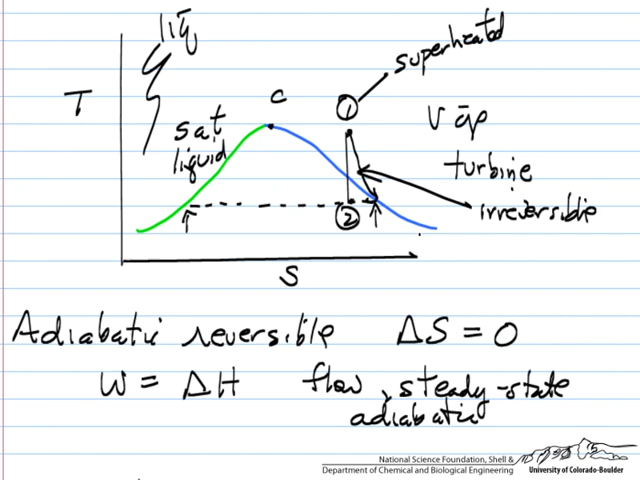 liq
superheated
T
C
①
sat
liquid
vap
turbine
②
irreversible
S
Adiabatic reversible ΔS = 0
W = ΔH flow, steady-state
adiabatic
National Science Foundation, Shell &
Department of Chemical and Biological Engineering
University of Colorado-Boulder